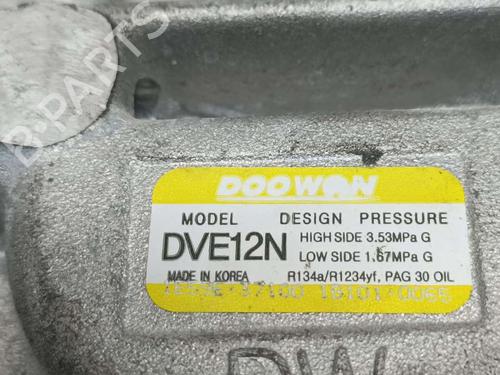 B-PARTS
DOOWON
MODEL DESIGN PRESSURE
DVE12N HIGH SIDE 3.53MPa G
LOW SIDE 1.67MPa G
MADE IN KOREA R134a/R1234yf, PAG 30 OIL
DW